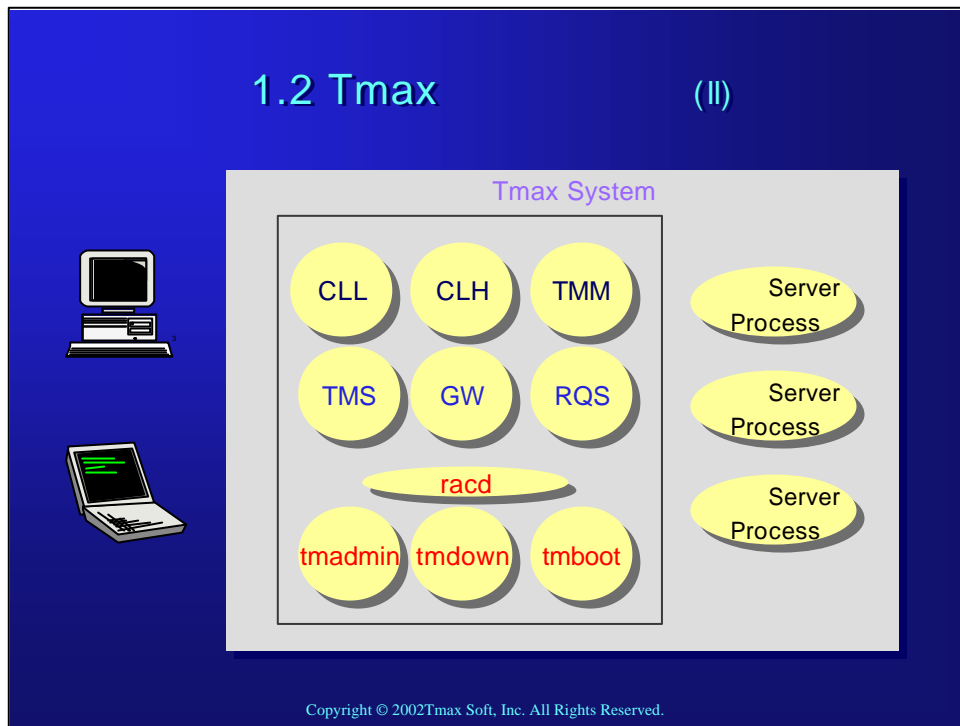 1.2 Tmax (II)
Tmax System
CLL CLH TMM
TMS GW RQS
racd
tmadmin tmdown tmboot
Server
Process
Server
Process
Server
Process
Copyright © 2002Tmax Soft, Inc. All Rights Reserved.